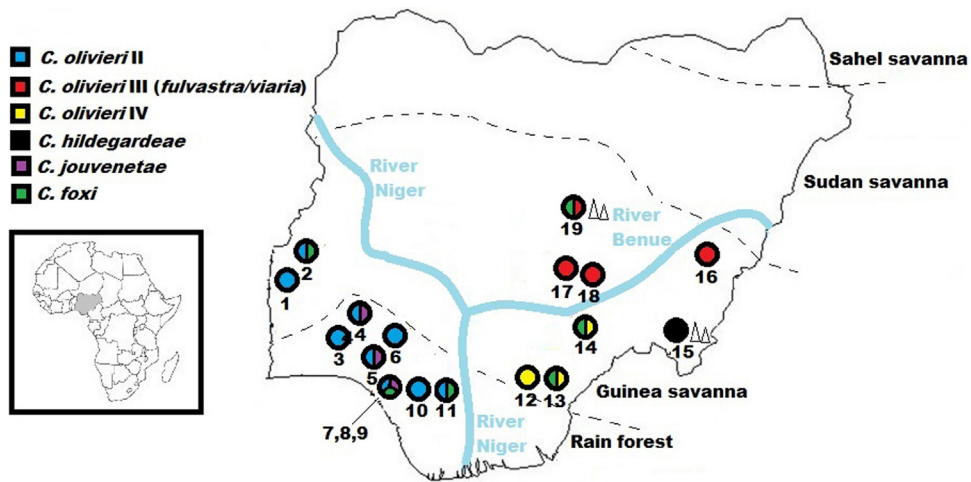 C. olivieri II
C. olivieri III (fulvastra/viaria)
C. olivieri IV
C. hildegardeae
C. jouvenetae
C. foxi
Sahel savanna
Sudan savanna
River
Niger
River
Benue
19
2
1
16
17
18
4
3
6
5
14
15
7,8,9
10
11
12
13
Guinea savanna
Rain forest
River
Niger